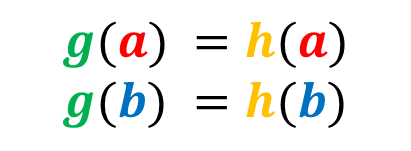 g(a) = h(a)
g(b) = h(b)